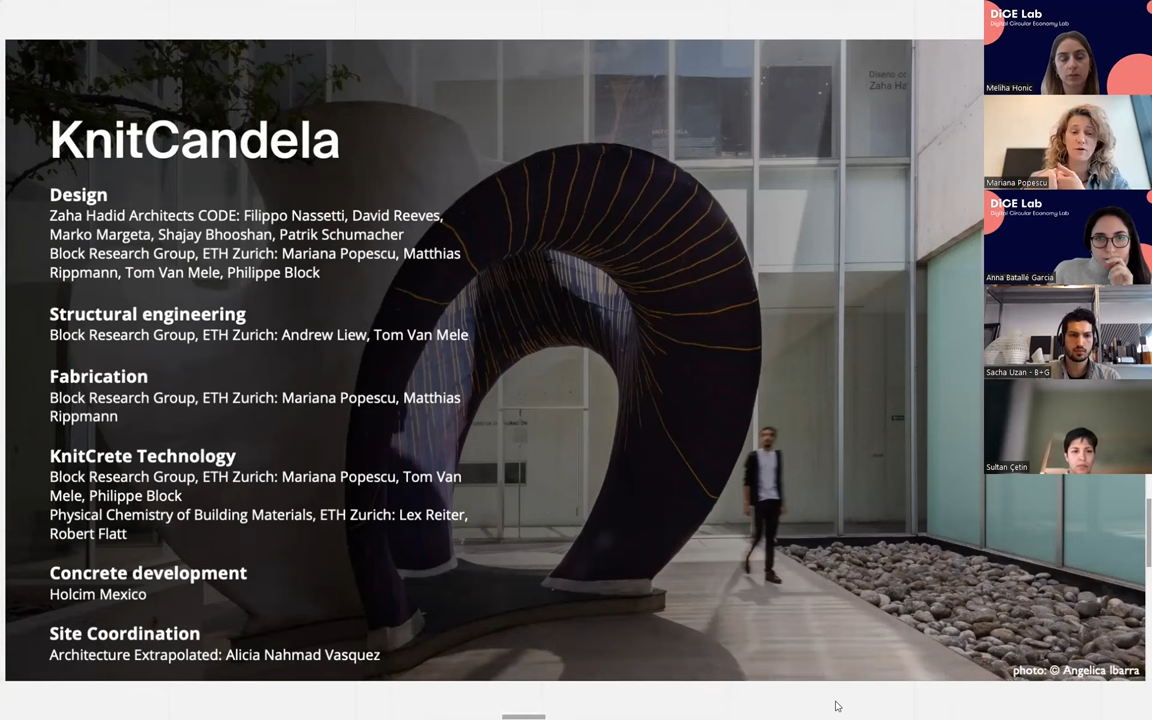 KnitCandela
Design
Zaha Hadid Architects CODE: Filippo Nassetti, David Reeves,
Marko Margeta, Shajay Bhooshan, Patrik Schumacher
Block Research Group, ETH Zurich: Mariana Popescu, Matthias
Rippmann, Tom Van Mele, Philippe Block
Structural engineering
Block Research Group, ETH Zurich: Andrew Liew, Tom Van Mele
Fabrication
Block Research Group, ETH Zurich: Mariana Popescu, Matthias
Rippmann
KnitCrete Technology
Block Research Group, ETH Zurich: Mariana Popescu, Tom Van
Mele, Philippe Block
Physical Chemistry of Building Materials, ETH Zurich: Lex Reiter,
Robert Flatt
Concrete development
Holcim Mexico
Site Coordination
Architecture Extrapolated: Alicia Nahmad Vasquez
Zaha Ha
photo: © Angelica Ibarra
DiCE Lab
Digital Circular Economy Lab
Meliha Honic
Mariana Popescu
DiCE Lab
Digital Circular Economy Lab
Anna Batallé Garcia
Sacha Uzan - B+G
Sultan Çetin